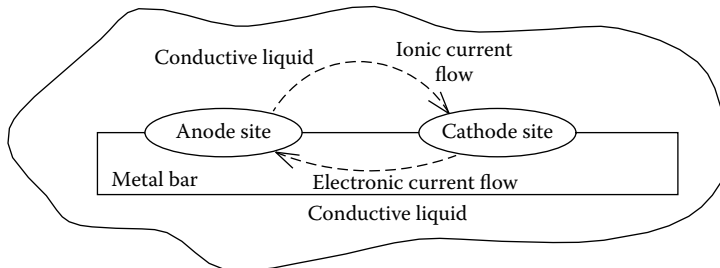 Conductive liquid
Ionic current
flow
Anode site
Cathode site
Metal bar
Electronic current flow
Conductive liquid